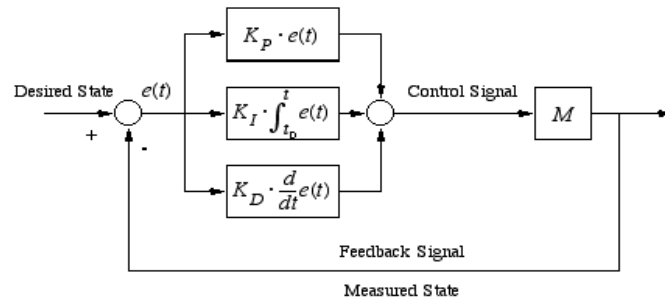 K_P · e(t)
Desired State
e(t)
+
-
K_I · ∫_{t_0}^{t} e(t)
Control Signal
M
K_D · d/dt e(t)
Feedback Signal
Measured State